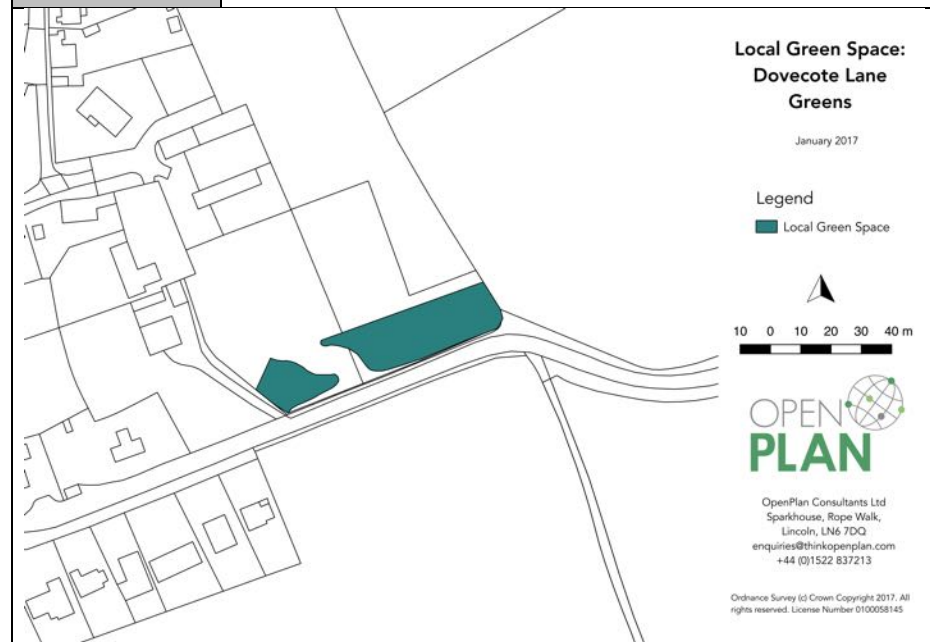 Local Green Space:
Dovecote Lane
Greens
January 2017
Legend
Local Green Space
10 0 10 20 30 40 m
OPEN
PLAN
OpenPlan Consultants Ltd
Sparkhouse, Rope Walk,
Lincoln, LN6 7DQ
enquiries@thinkopenplan.com
+44 (0)1522 837213
Ordnance Survey (c) Crown Copyright 2017. All
rights reserved. License Number 0100058145